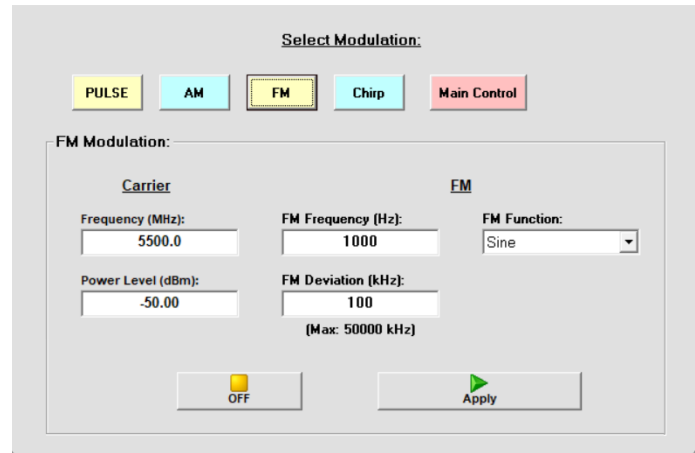 Select Modulation:
PULSE AM FM Chirp Main Control
FM Modulation:
Carrier FM
Frequency (MHz): FM Frequency (Hz): FM Function:
5500.0 1000 Sine
Power Level (dBm): FM Deviation (kHz):
-50.00 100
(Max: 50000 kHz)
OFF Apply